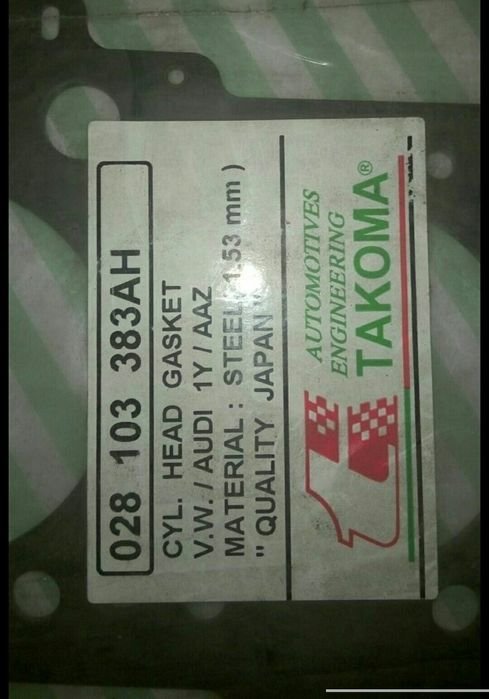 028 103 383AH
CYL. HEAD GASKET
V.W. / AUDI 1Y / AAZ
MATERIAL : STEEL( 1.53 mm )
" QUALITY JAPAN "
AUTOMOTIVES
ENGINEERING
TAKOMA®